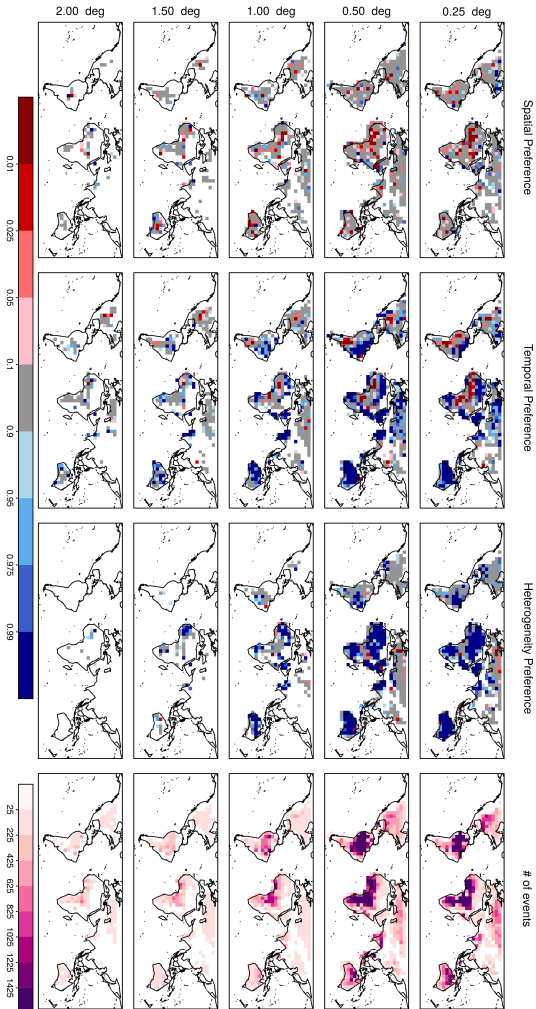 Spatial Preference
Temporal Preference
Heterogeneity Preference
# of events
0.25 deg
0.50 deg
1.00 deg
1.50 deg
2.00 deg
0.01 0.025 0.05 0.1 0.9 0.95 0.975 0.99
25 225 425 625 825 1025 1225 1425